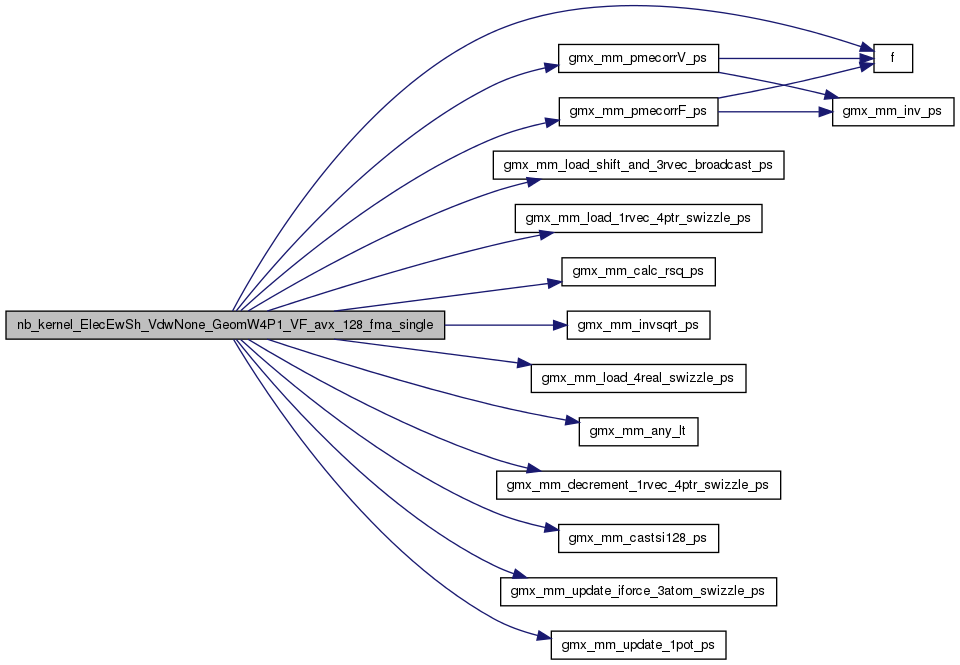 gmx_mm_pmecorrV_ps
f
gmx_mm_pmecorrF_ps
gmx_mm_inv_ps
gmx_mm_load_shift_and_3rvec_broadcast_ps
gmx_mm_load_1rvec_4ptr_swizzle_ps
gmx_mm_calc_rsq_ps
nb_kernel_ElecEwSh_VdwNone_GeomW4P1_VF_avx_128_fma_single
gmx_mm_invsqrt_ps
gmx_mm_load_4real_swizzle_ps
gmx_mm_any_lt
gmx_mm_decrement_1rvec_4ptr_swizzle_ps
gmx_mm_castsi128_ps
gmx_mm_update_iforce_3atom_swizzle_ps
gmx_mm_update_1pot_ps